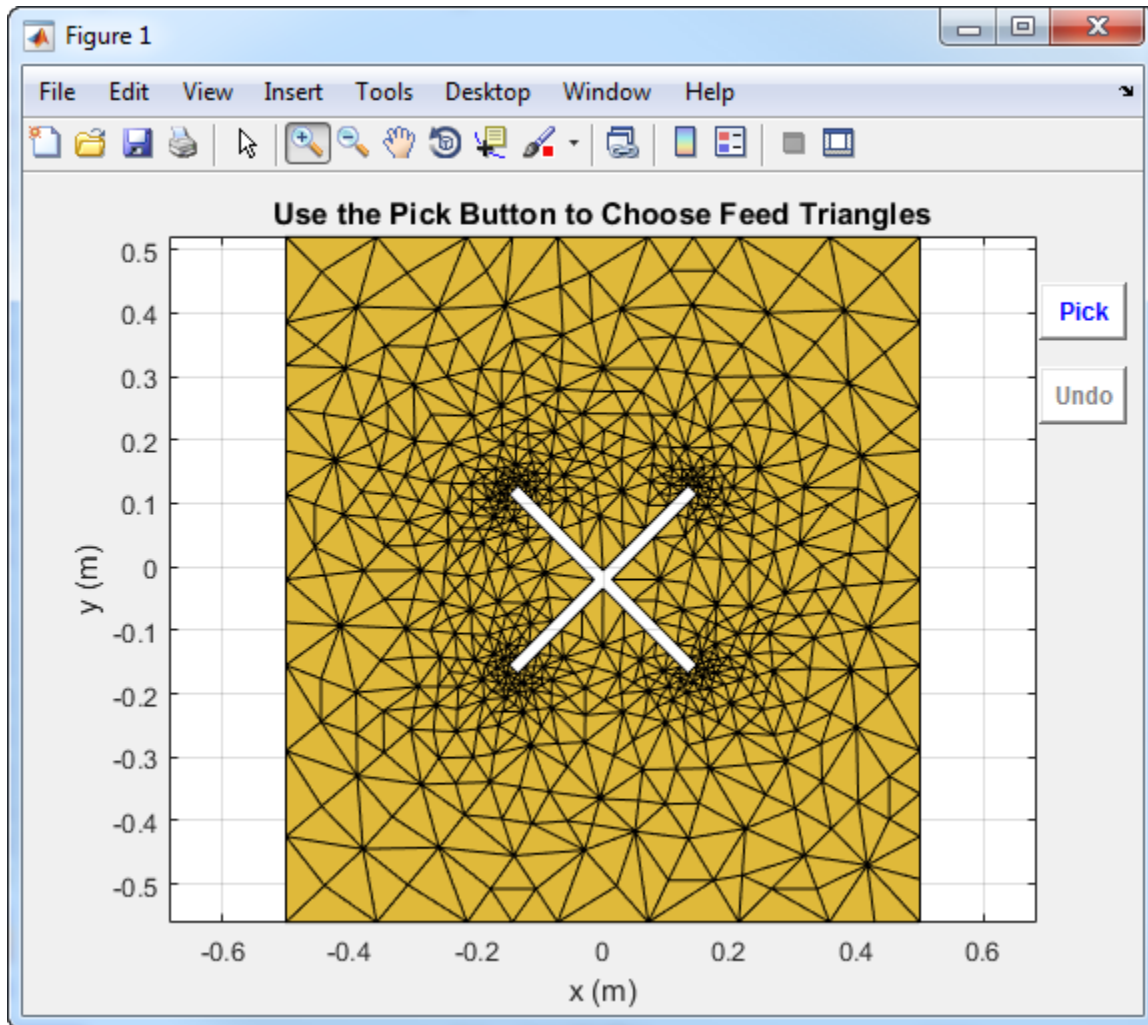 Figure 1
File Edit View Insert Tools Desktop Window Help
Use the Pick Button to Choose Feed Triangles
0.5
0.4
0.3
0.2
0.1
0
-0.1
-0.2
-0.3
-0.4
-0.5
y (m)
Pick
Undo
-0.6 -0.4 -0.2 0 0.2 0.4 0.6
x (m)